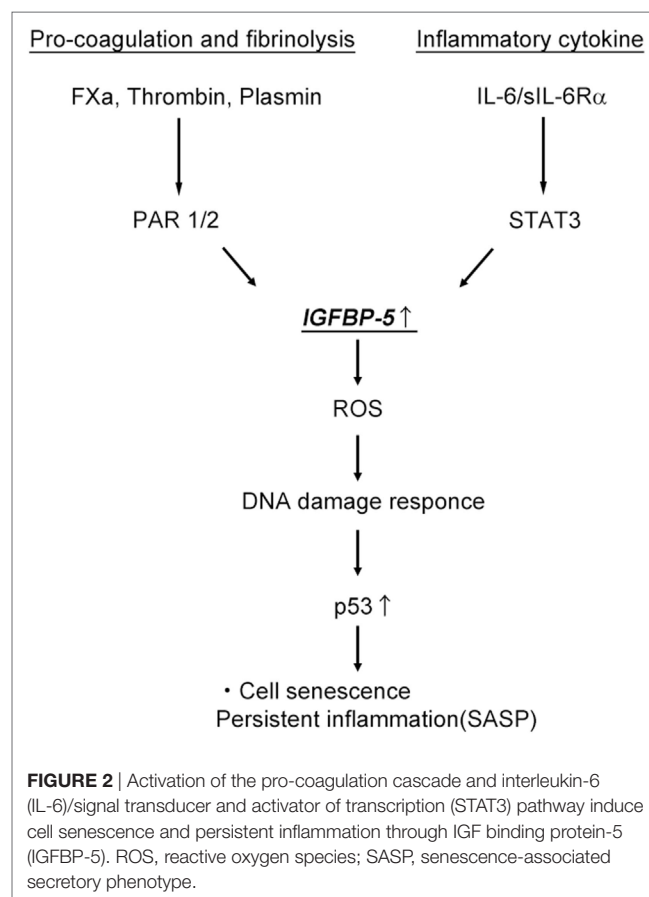 Pro-coagulation and fibrinolysis
Inflammatory cytokine
FXa, Thrombin, Plasmin
IL-6/sIL-6Rα
PAR 1/2
STAT3
IGFBP-5↑
ROS
DNA damage responce
p53↑
・Cell senescence
Persistent inflammation(SASP)
FIGURE 2 | Activation of the pro-coagulation cascade and interleukin-6
(IL-6)/signal transducer and activator of transcription (STAT3) pathway induce
cell senescence and persistent inflammation through IGF binding protein-5
(IGFBP-5). ROS, reactive oxygen species; SASP, senescence-associated
secretory phenotype.